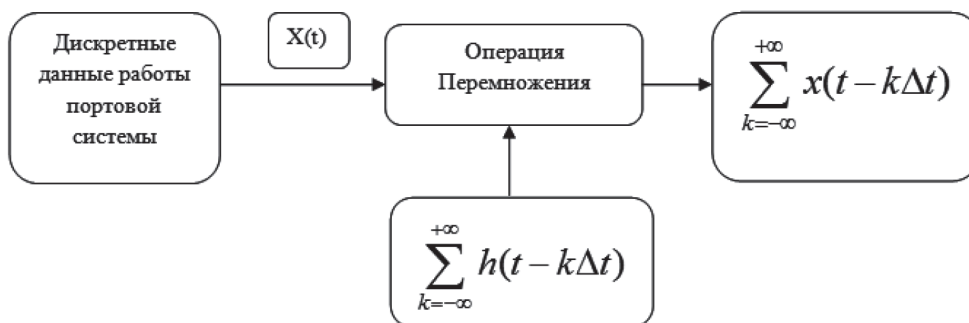 Дискретные
данные работы
портовой
системы
X(t)
Операция
Перемножения
+∞
∑ x(t − kΔt)
k=−∞
+∞
∑ h(t − kΔt)
k=−∞